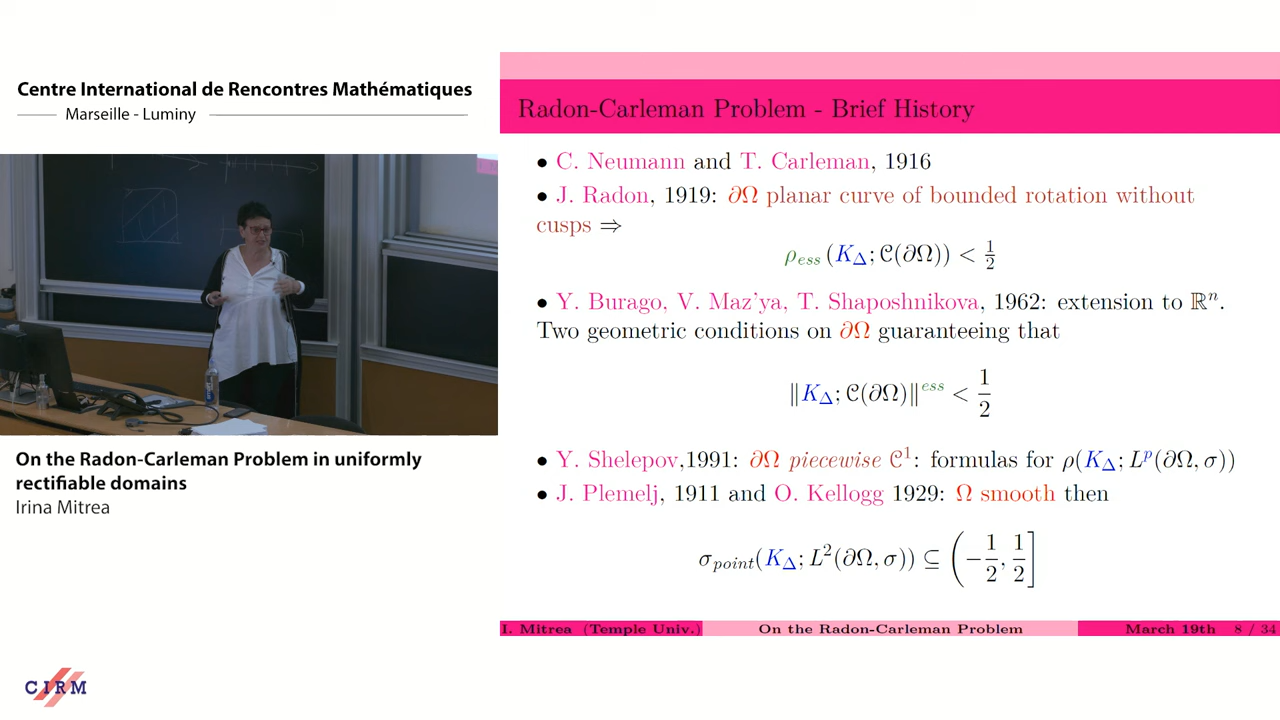 Centre International de Rencontres Mathématiques
Marseille - Luminy
On the Radon-Carleman Problem in uniformly
rectifiable domains
Irina Mitrea
CIRM
Radon-Carleman Problem - Brief History
• C. Neumann and T. Carleman, 1916
• J. Radon, 1919: ∂Ω planar curve of bounded rotation without
cusps ⇒
ρ_ess (K_Δ; 𝒞(∂Ω)) < 1/2
• Y. Burago, V. Maz'ya, T. Shaposhnikova, 1962: extension to ℝⁿ.
Two geometric conditions on ∂Ω guaranteeing that
‖K_Δ; 𝒞(∂Ω)‖^ess < 1/2
• Y. Shelepov,1991: ∂Ω piecewise 𝒞¹: formulas for ρ(K_Δ; L^p(∂Ω, σ))
• J. Plemelj, 1911 and O. Kellogg 1929: Ω smooth then
σ_point(K_Δ; L²(∂Ω, σ)) ⊆ (−1/2, 1/2]
I. Mitrea (Temple Univ.) On the Radon-Carleman Problem March 19th 8 / 34